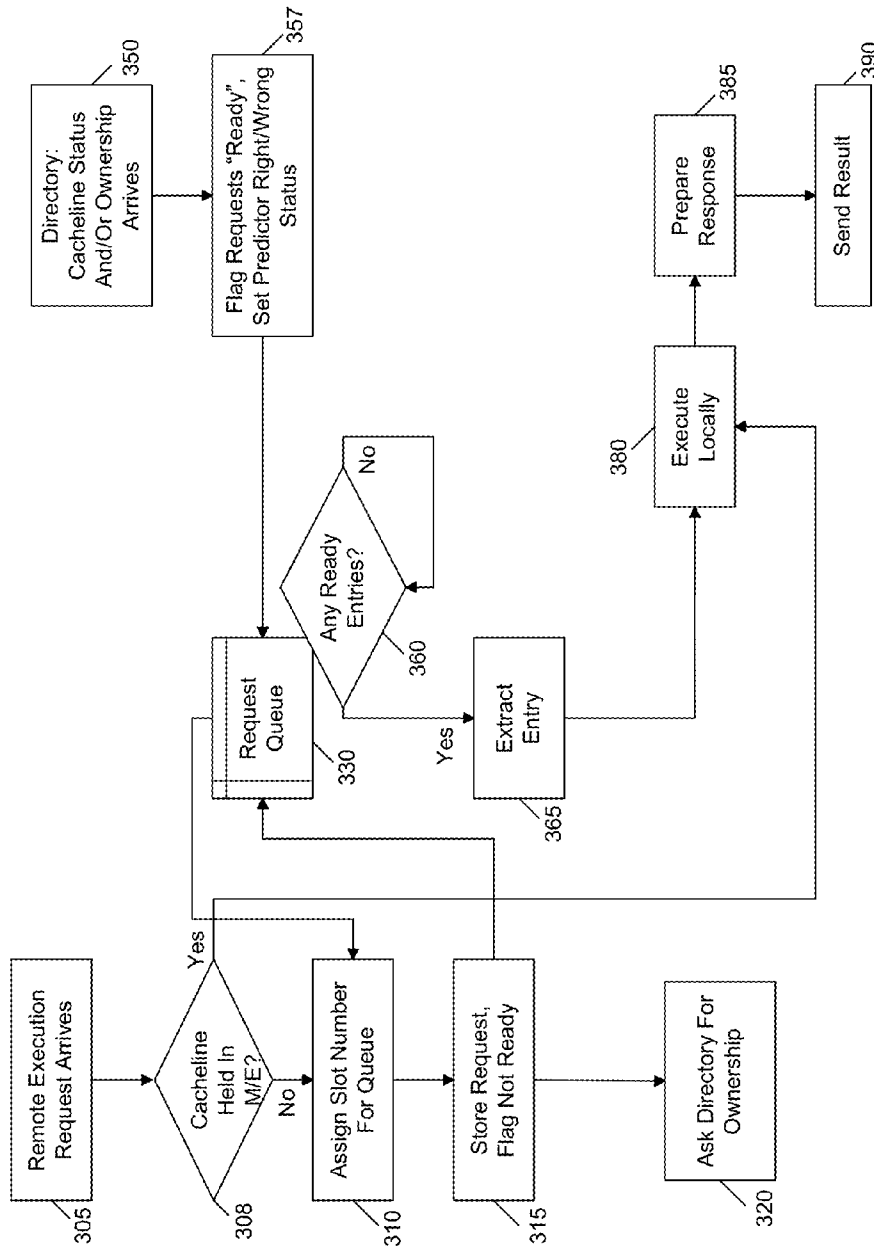 Remote Execution
Request Arrives
305
Cacheline
Held In
M/E?
308
Yes
No
Assign Slot Number
For Queue
310
Store Request,
Flag Not Ready
315
Ask Directory For
Ownership
320
Request
Queue
330
Directory:
Cacheline Status
And/Or Ownership
Arrives
350
Flag Requests "Ready",
Set Predictor Right/Wrong
Status
357
Any Ready
Entries?
360
No
Yes
Extract
Entry
365
Execute
Locally
380
Prepare
Response
385
Send Result
390